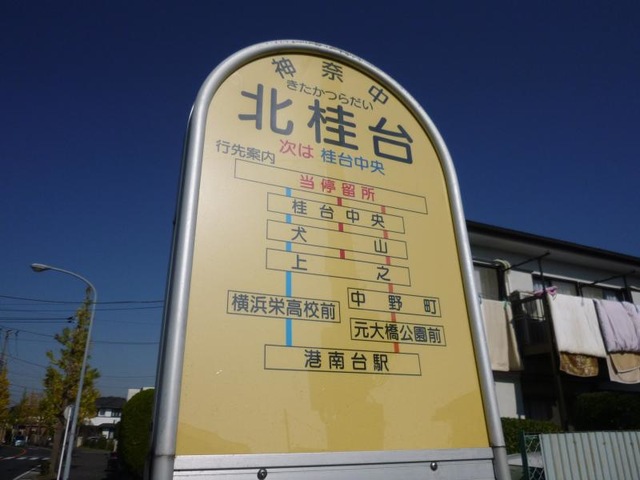 神奈中
きたかつらだい
北桂台
行先案内 次は 桂台中央
当停留所
桂台中央
犬山
上之
横浜栄高校前 中野町
元大橋公園前
港南台駅